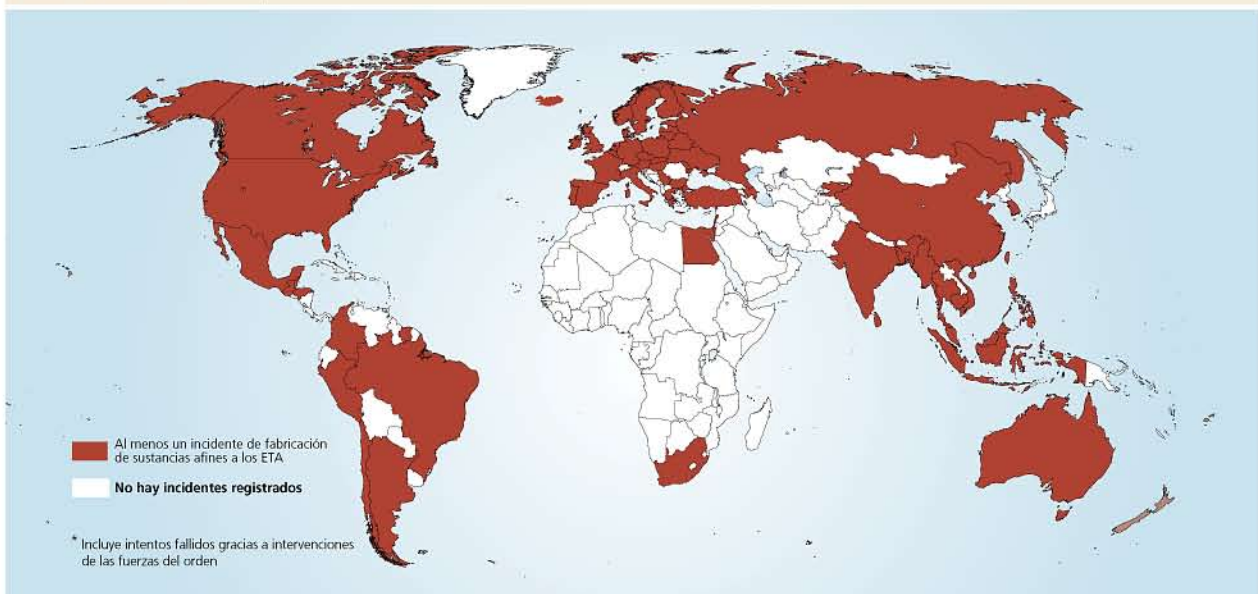 Al menos un incidente de fabricación
de sustancias afines a los ETA
No hay incidentes registrados
* Incluye intentos fallidos gracias a intervenciones
de las fuerzas del orden